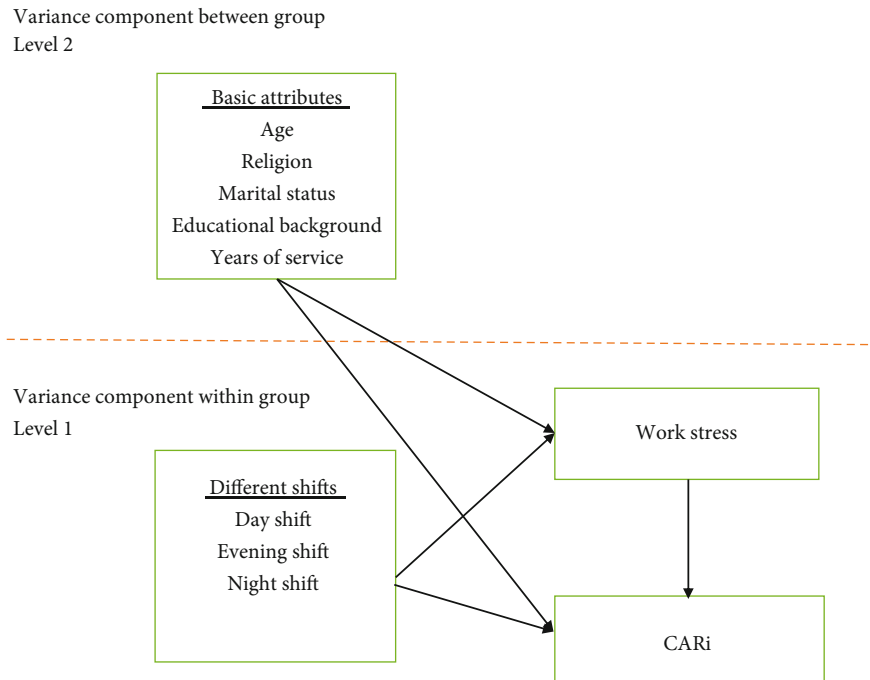 Variance component between group
Level 2
Basic attributes
Age
Religion
Marital status
Educational background
Years of service
Variance component within group
Level 1
Different shifts
Day shift
Evening shift
Night shift
Work stress
CARi